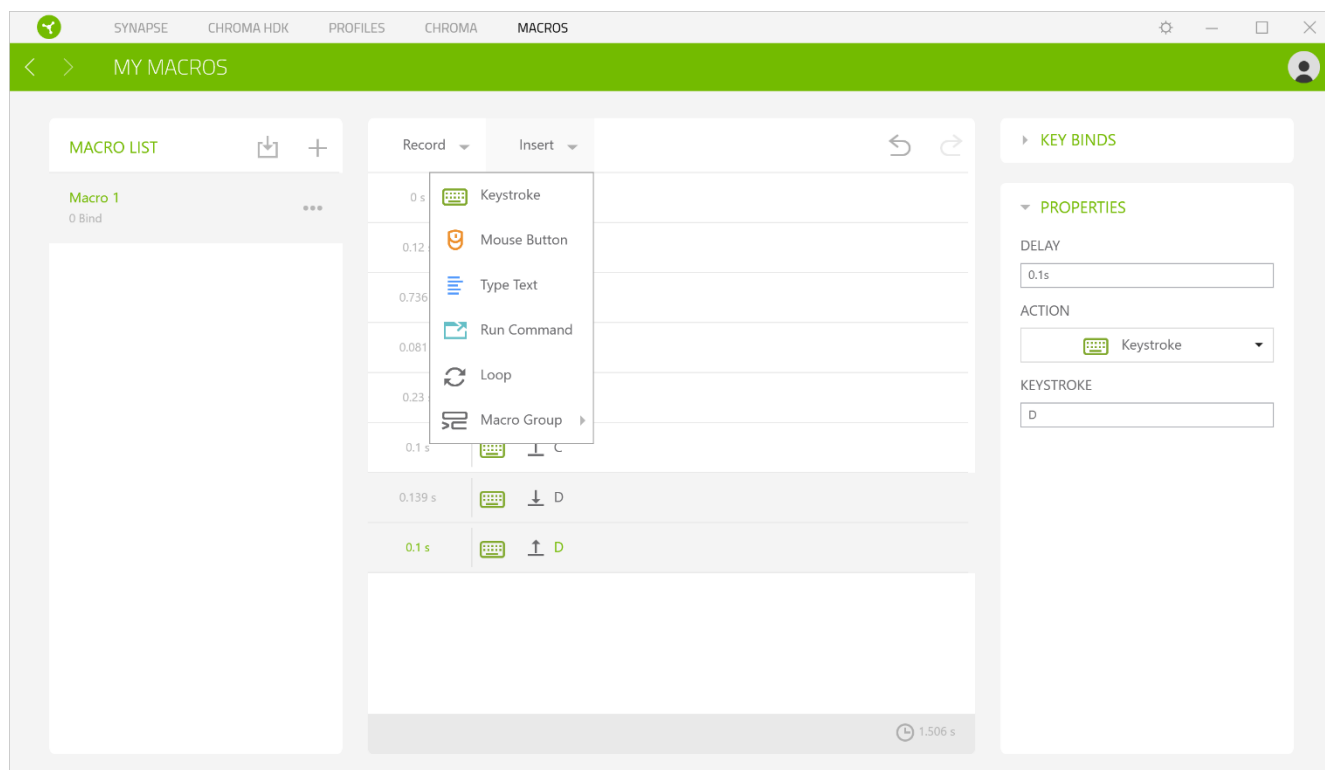 SYNAPSE CHROMA HDK PROFILES CHROMA MACROS
MY MACROS
MACRO LIST
Macro 1
0 Bind
Record Insert
Keystroke
Mouse Button
Type Text
Run Command
Loop
Macro Group
0 s
0.12
0.736
0.081
0.23
0.1 s C
0.139 s D
0.1 s D
1.506 s
KEY BINDS
PROPERTIES
DELAY
0.1s
ACTION
Keystroke
KEYSTROKE
D